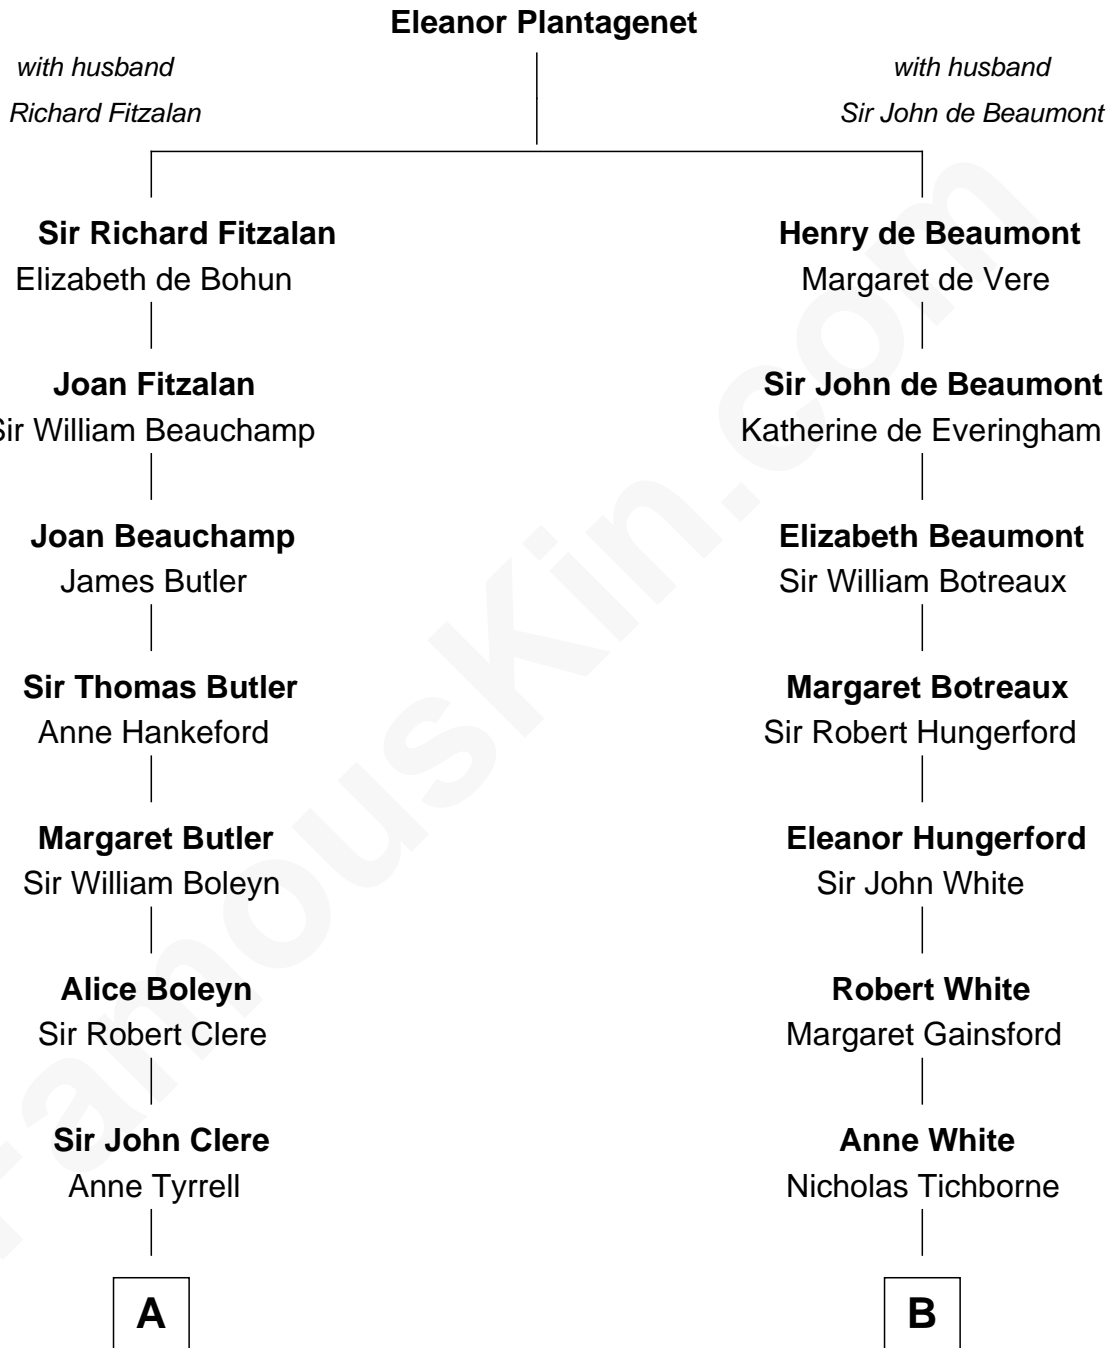 Eleanor Plantagenet
with husband
Richard Fitzalan
with husband
Sir John de Beaumont
Sir Richard Fitzalan
Elizabeth de Bohun
Henry de Beaumont
Margaret de Vere
Joan Fitzalan
Sir William Beauchamp
Sir John de Beaumont
Katherine de Everingham
Joan Beauchamp
James Butler
Elizabeth Beaumont
Sir William Botreaux
Sir Thomas Butler
Anne Hankeford
Margaret Botreaux
Sir Robert Hungerford
Margaret Butler
Sir William Boleyn
Eleanor Hungerford
Sir John White
Alice Boleyn
Sir Robert Clere
Robert White
Margaret Gainsford
Sir John Clere
Anne Tyrrell
Anne White
Nicholas Tichborne
A
B
FamousKin.com